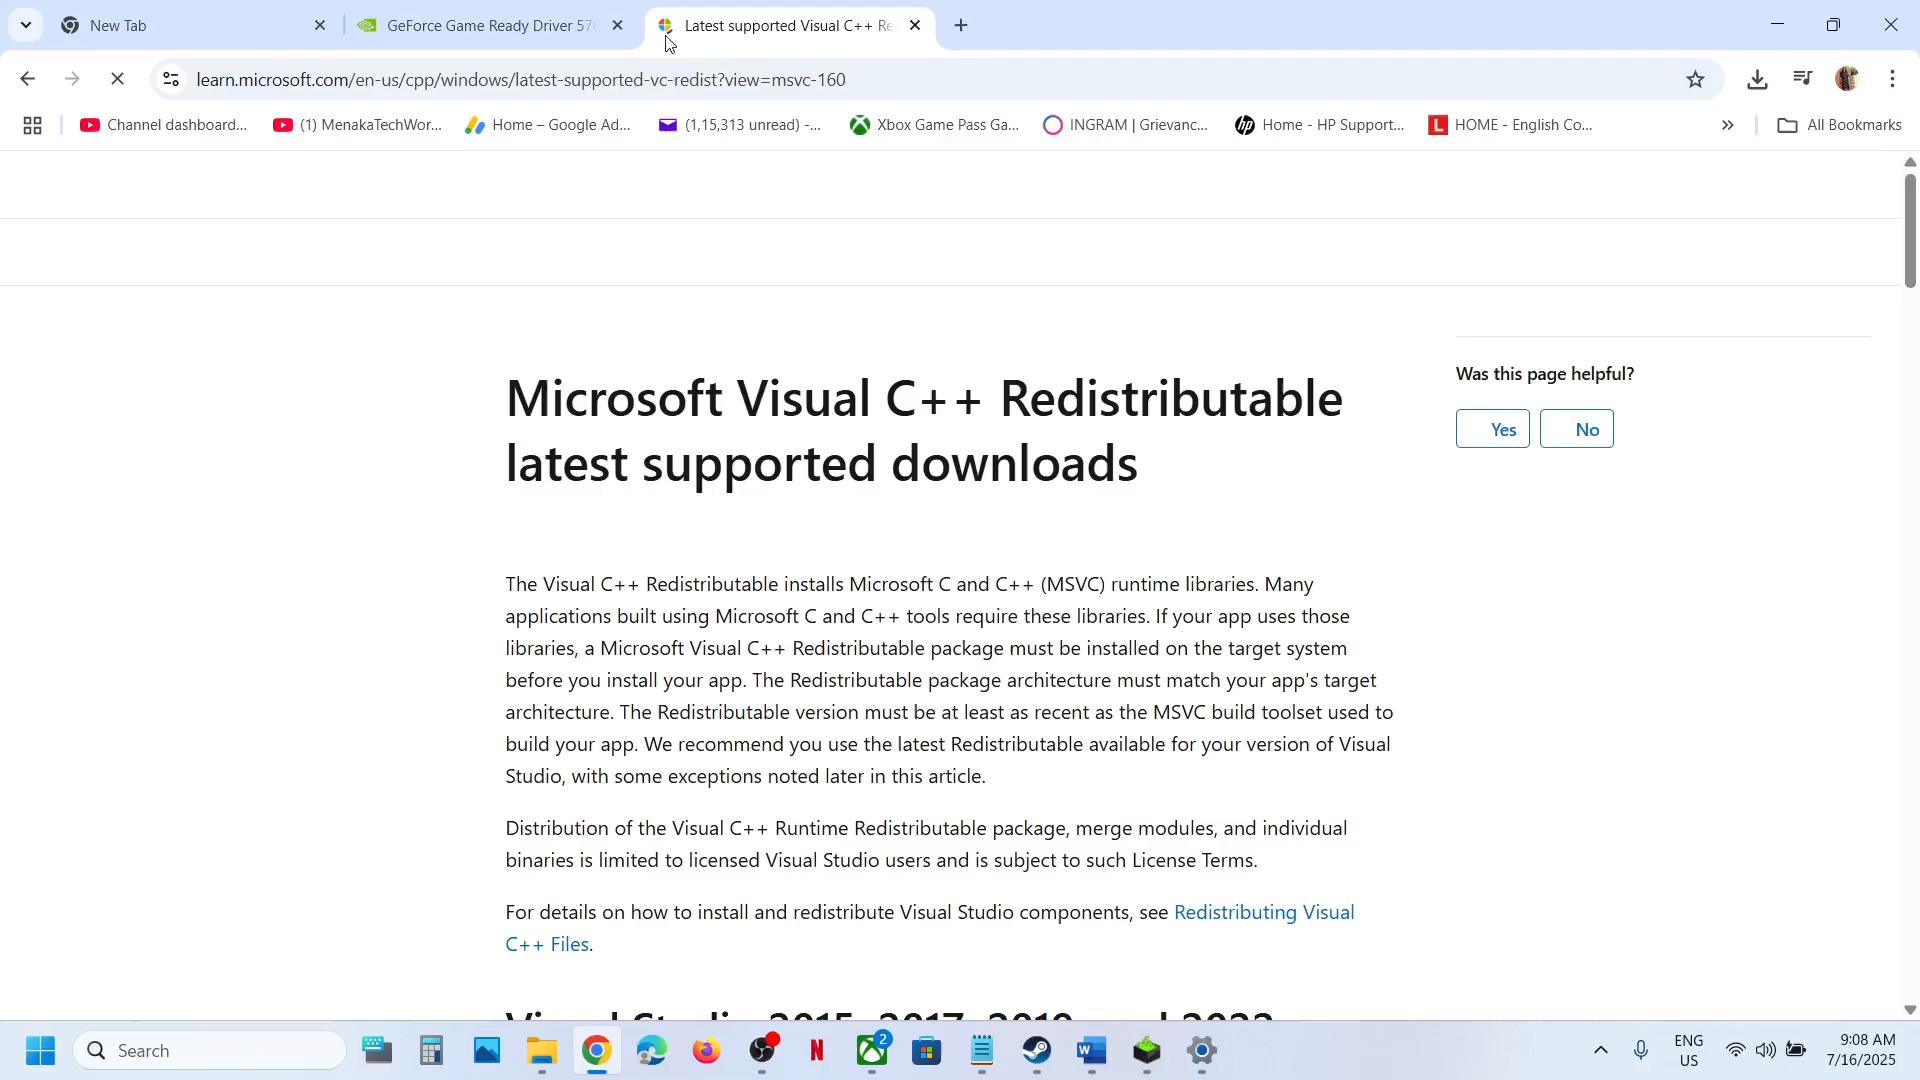 New Tab
GeForce Game Ready Driver 57
Latest supported Visual C++ Re
learn.microsoft.com/en-us/cpp/windows/latest-supported-vc-redist?view=msvc-160
Channel dashboard...
(1) MenakaTechWor...
Home – Google Ad...
(1,15,313 unread) -...
Xbox Game Pass Ga...
INGRAM | Grievanc...
Home - HP Support...
HOME - English Co...
All Bookmarks
Microsoft Visual C++ Redistributable
latest supported downloads
Was this page helpful?
Yes
No
The Visual C++ Redistributable installs Microsoft C and C++ (MSVC) runtime libraries. Many
applications built using Microsoft C and C++ tools require these libraries. If your app uses those
libraries, a Microsoft Visual C++ Redistributable package must be installed on the target system
before you install your app. The Redistributable package architecture must match your app's target
architecture. The Redistributable version must be at least as recent as the MSVC build toolset used to
build your app. We recommend you use the latest Redistributable available for your version of Visual
Studio, with some exceptions noted later in this article.
Distribution of the Visual C++ Runtime Redistributable package, merge modules, and individual
binaries is limited to licensed Visual Studio users and is subject to such License Terms.
For details on how to install and redistribute Visual Studio components, see Redistributing Visual
C++ Files.
Visual Studio 2015, 2017, 2019, and 2022
Search
2
ENG
US
9:08 AM
7/16/2025